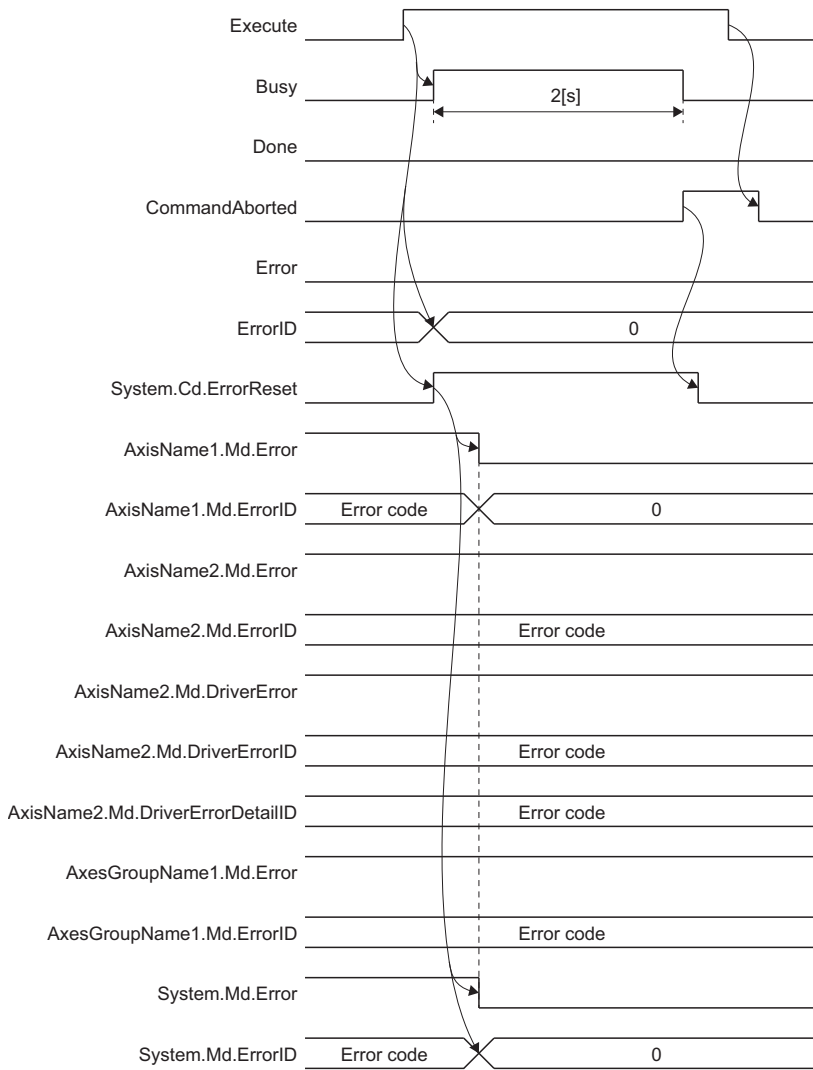 Execute
Busy
2[s]
Done
CommandAborted
Error
ErrorID
0
System.Cd.ErrorReset
AxisName1.Md.Error
AxisName1.Md.ErrorID
Error code
0
AxisName2.Md.Error
AxisName2.Md.ErrorID
Error code
AxisName2.Md.DriverError
AxisName2.Md.DriverErrorID
Error code
AxisName2.Md.DriverErrorDetailID
Error code
AxesGroupName1.Md.Error
AxesGroupName1.Md.ErrorID
Error code
System.Md.Error
System.Md.ErrorID
Error code
0